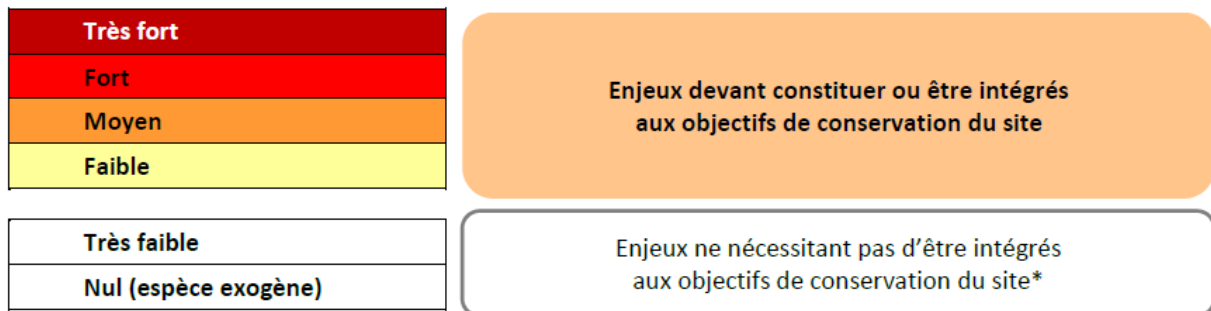 Très fort
Fort
Moyen
Faible
Enjeux devant constituer ou être intégrés
aux objectifs de conservation du site
Très faible
Nul (espèce exogène)
Enjeux ne nécessitant pas d'être intégrés
aux objectifs de conservation du site*